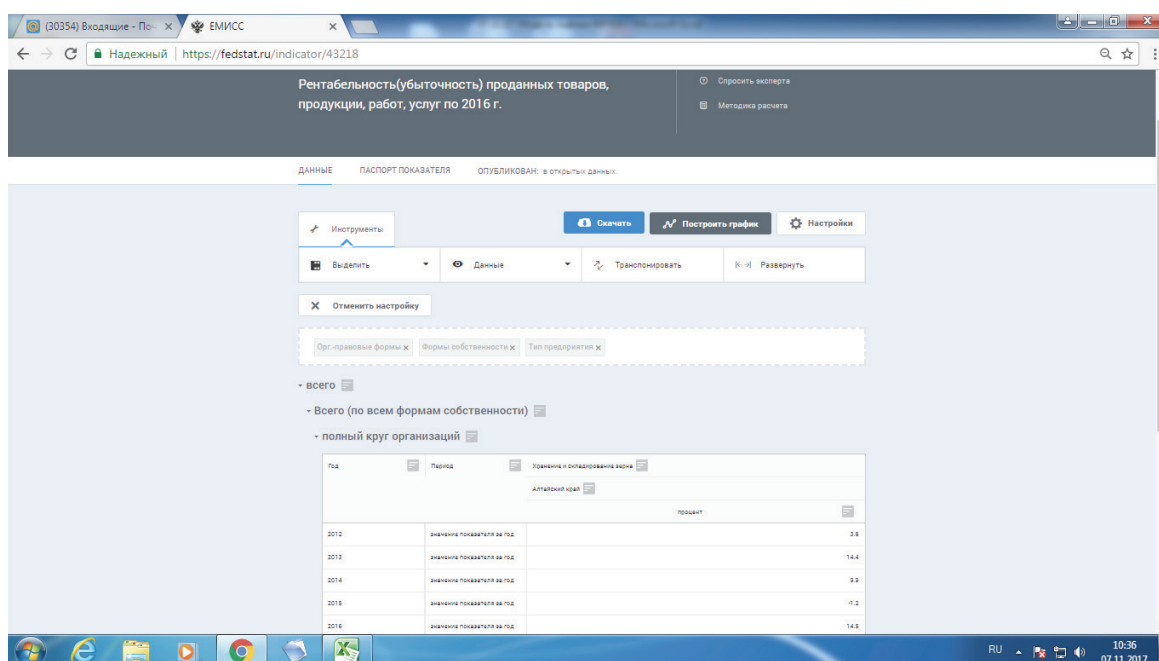 (30354) Входящие - По
ЕМИСС
Надежный | https://fedstat.ru/indicator/43218
Рентабельность(убыточность) проданных товаров,
продукции, работ, услуг по 2016 г.
Спросить эксперта
Методика расчета
ДАННЫЕ ПАСПОРТ ПОКАЗАТЕЛЯ ОПУБЛИКОВАН: в открытых данных.
Инструменты
Скачать Построить график Настройки
Выделить Данные Транспонировать Развернуть
Отменить настройку
Орг.-правовые формы x Формы собственности x Тип предприятия x
всего
Всего (по всем формам собственности)
полный круг организаций
Год Период Хранение и складирование зерна
Алтайский край
процент
2012 значение показателя за год 3.6
2013 значение показателя за год 14.4
2014 значение показателя за год 9.9
2015 значение показателя за год -1.3
2016 значение показателя за год 14.5
RU 10:36
07.11.2017